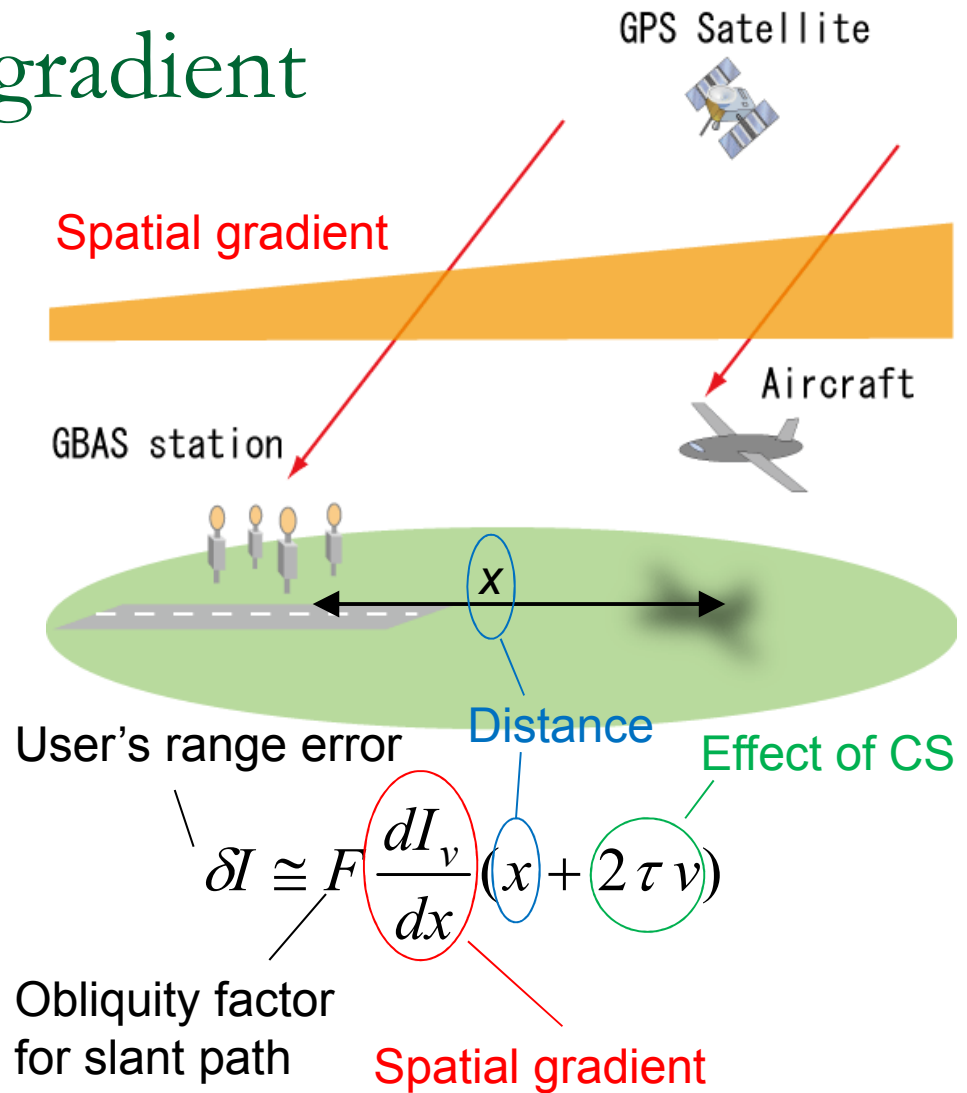 gradient
GPS Satellite
Spatial gradient
Aircraft
GBAS station
x
Distance
User’s range error
Effect of CS
δI ≅ F dI_v/dx (x + 2τv)
Obliquity factor
for slant path
Spatial gradient